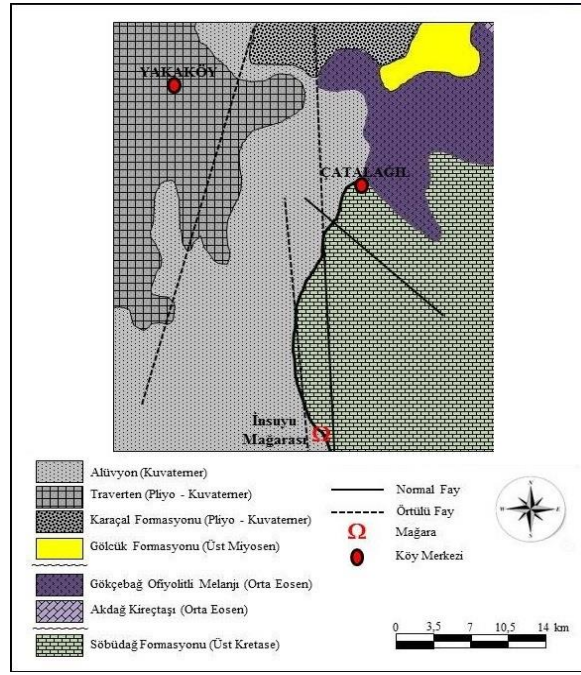 YAKAKÖY
ÇATALAĞIL
İnsuyu
Mağarası
Ω
Alüvyon (Kuvaterner)
Traverten (Pliyo - Kuvaterner)
Karaçal Formasyonu (Pliyo - Kuvaterner)
Gölcük Formasyonu (Üst Miyosen)
Gökçebağ Ofiyolitli Melanjı (Orta Eosen)
Akdağ Kireçtaşı (Orta Eosen)
Söbüdağ Formasyonu (Üst Kretase)
Normal Fay
Örtülü Fay
Ω Mağara
Köy Merkezi
N
W E
S
0 3,5 7 10,5 14 km